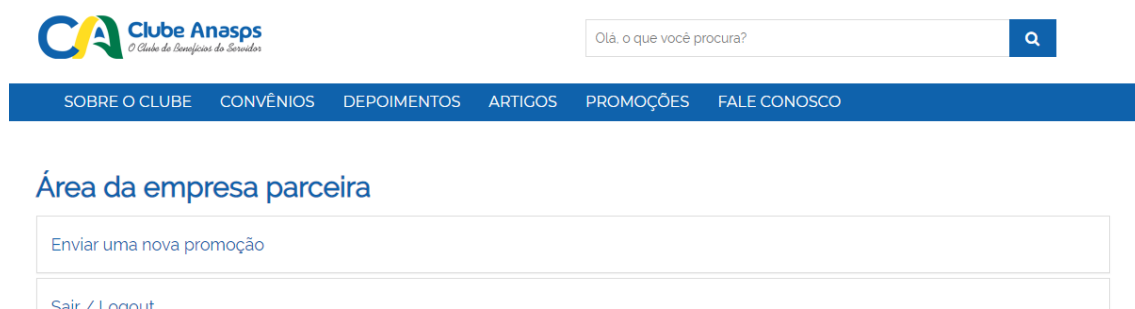 CA Clube Anasps
O Clube de Benefícios do Servidor
Olá, o que você procura?
SOBRE O CLUBE CONVÊNIOS DEPOIMENTOS ARTIGOS PROMOÇÕES FALE CONOSCO
Área da empresa parceira
Enviar uma nova promoção
Sair / Logout